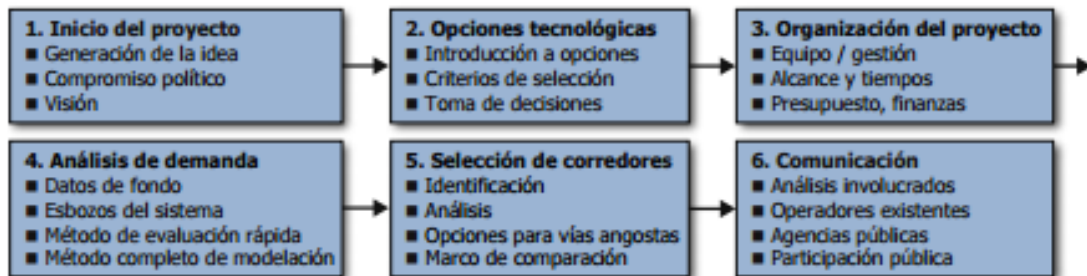 1. Inicio del proyecto
■ Generación de la idea
■ Compromiso político
■ Visión
2. Opciones tecnológicas
■ Introducción a opciones
■ Criterios de selección
■ Toma de decisiones
3. Organización del proyecto
■ Equipo / gestión
■ Alcance y tiempos
■ Presupuesto, finanzas
4. Análisis de demanda
■ Datos de fondo
■ Esbozos del sistema
■ Método de evaluación rápida
■ Método completo de modelación
5. Selección de corredores
■ Identificación
■ Análisis
■ Opciones para vías angostas
■ Marco de comparación
6. Comunicación
■ Análisis involucrados
■ Operadores existentes
■ Agencias públicas
■ Participación pública